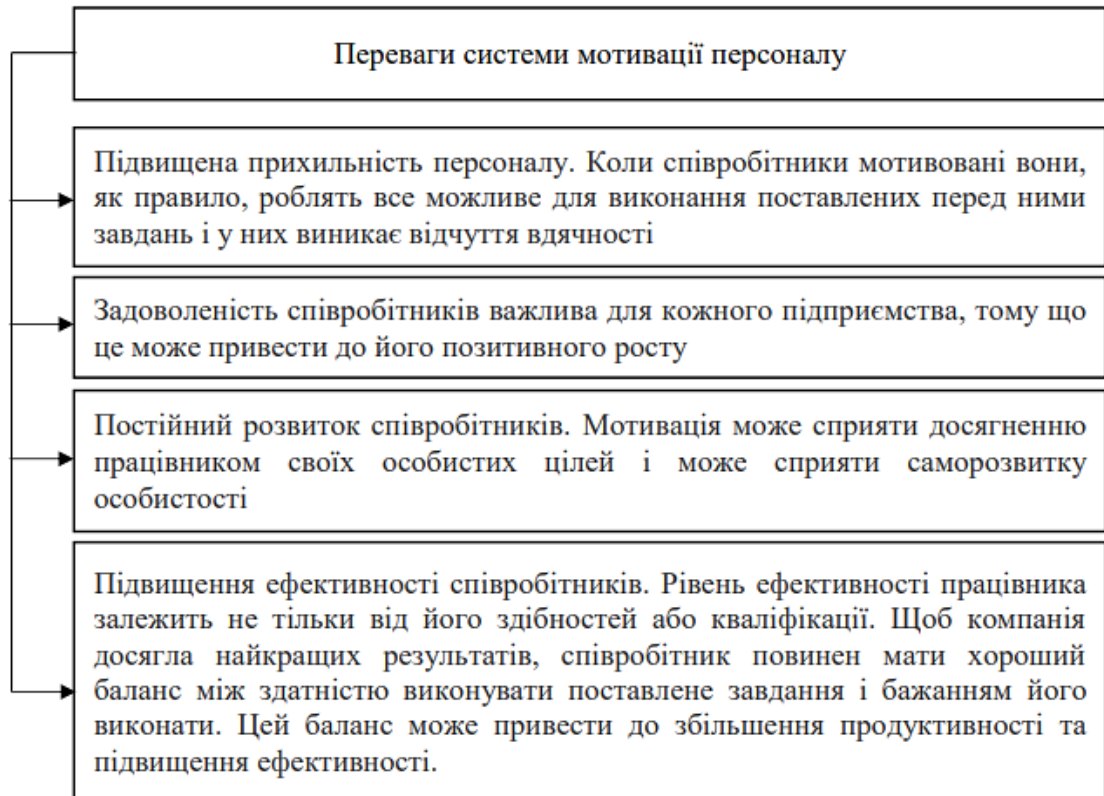 Переваги системи мотивації персоналу
Підвищена прихильність персоналу. Коли співробітники мотивовані вони,
як правило, роблять все можливе для виконання поставлених перед ними
завдань і у них виникає відчуття вдячності
Задоволеність співробітників важлива для кожного підприємства, тому що
це може привести до його позитивного росту
Постійний розвиток співробітників. Мотивація може сприяти досягненню
працівником своїх особистих цілей і може сприяти саморозвитку
особистості
Підвищення ефективності співробітників. Рівень ефективності працівника
залежить не тільки від його здібностей або кваліфікації. Щоб компанія
досягла найкращих результатів, співробітник повинен мати хороший
баланс між здатністю виконувати поставлене завдання і бажанням його
виконати. Цей баланс може привести до збільшення продуктивності та
підвищення ефективності.